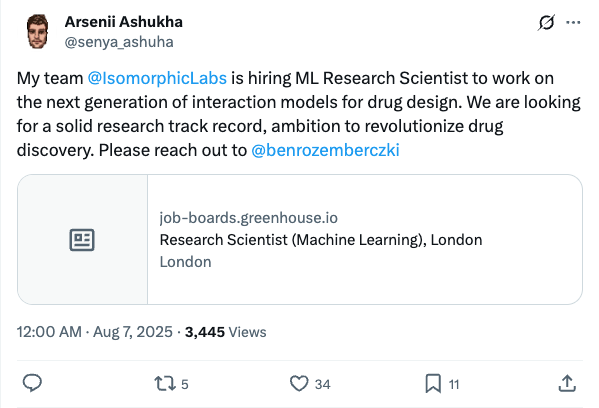 Arsenii Ashukha
@senya_ashuha
My team @IsomorphicLabs is hiring ML Research Scientist to work on
the next generation of interaction models for drug design. We are looking
for a solid research track record, ambition to revolutionize drug
discovery. Please reach out to @benrozemberczki
job-boards.greenhouse.io
Research Scientist (Machine Learning), London
London
12:00 AM · Aug 7, 2025 · 3,445 Views
5 34 11